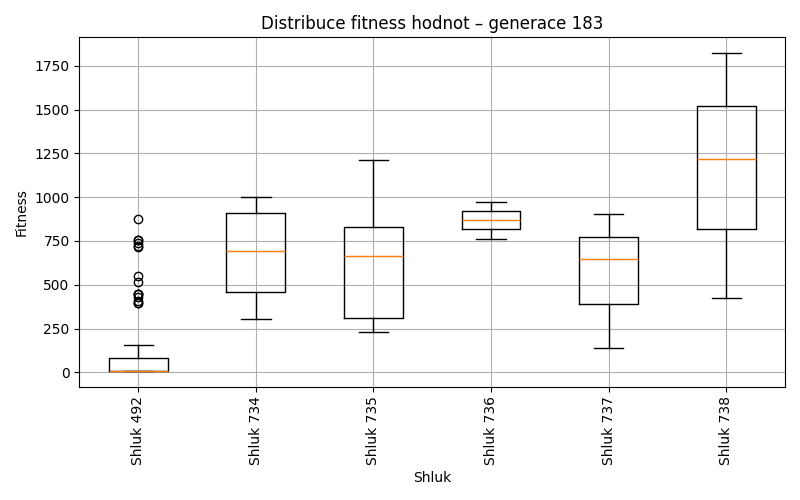 Distribuce fitness hodnot – generace 183
Fitness
1750
1500
1250
1000
750
500
250
0
Shluk 492
Shluk 734
Shluk 735
Shluk 736
Shluk 737
Shluk 738
Shluk